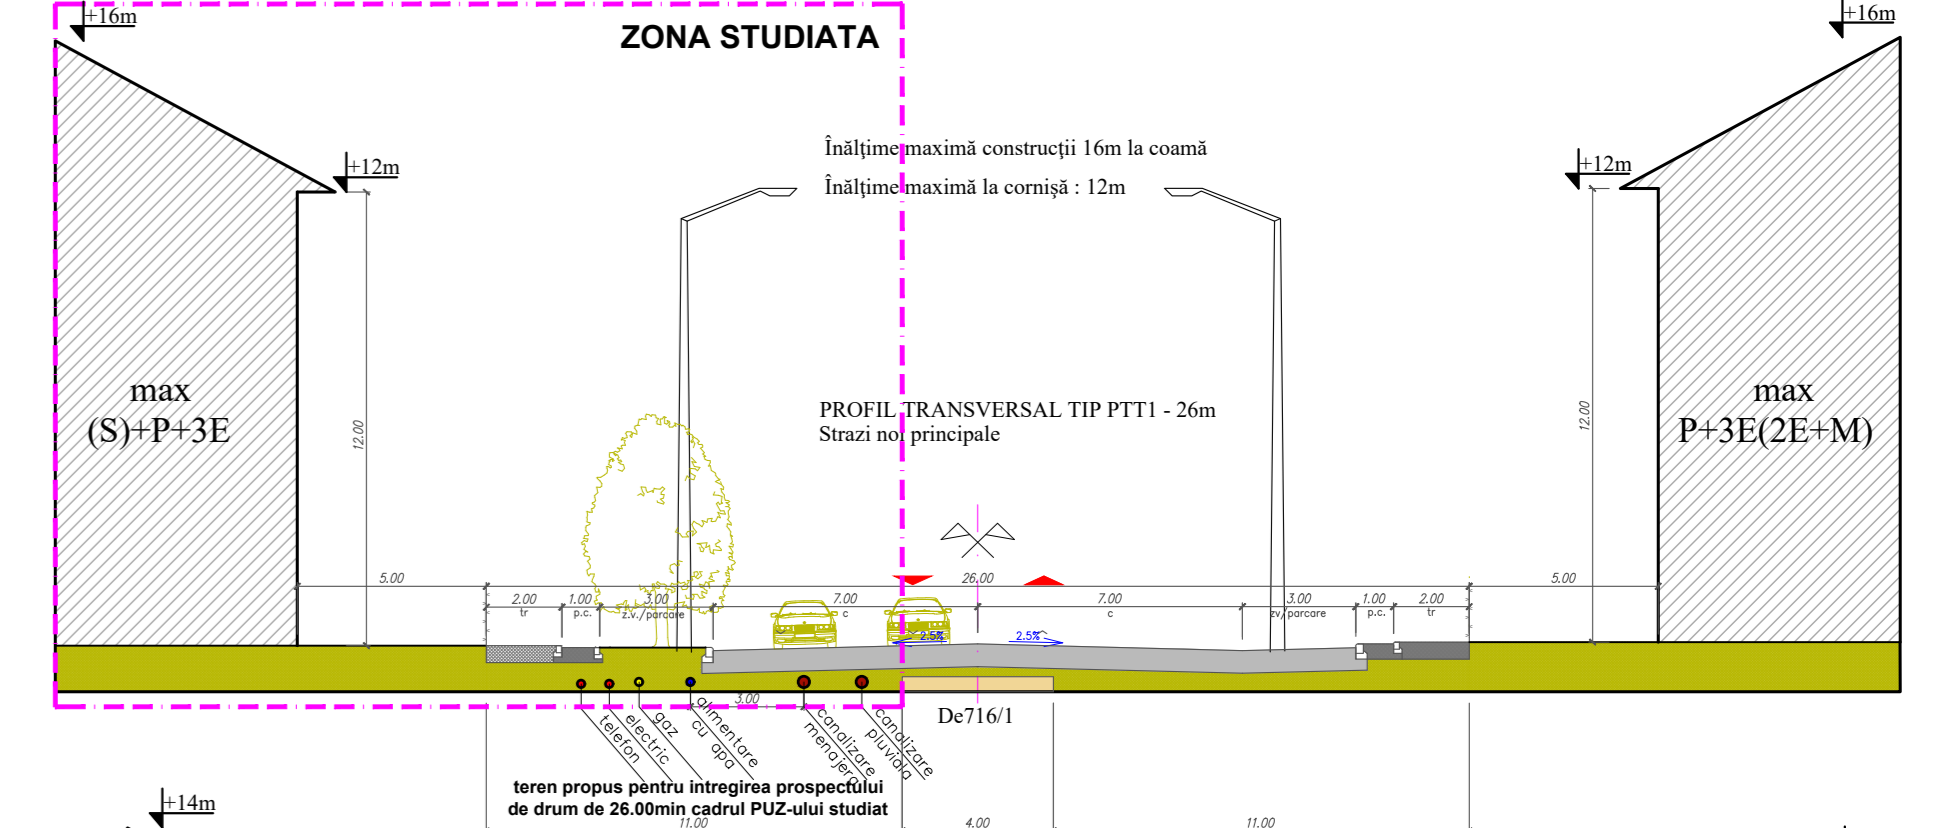 +16m
+16m
ZONA STUDIATA
Înălţime maximă construcţii 16m la coamă
+12m
+12m
Înălţime maximă la cornişă : 12m
max
(S)+P+3E
max
P+3E(2E+M)
12.00
12.00
PROFIL TRANSVERSAL TIP PTT1 - 26m
Strazi noi principale
5.00
26.00
5.00
2.00
1.00
3.00
7.00
7.00
3.00
1.00
2.00
tr
p.c.
z.v./parcare
c
c
zv/parcare
p.c.
tr
2.5%
2.5%
3.00
De716/1
telefon
electric
gaz
alimentare
cu apa
canalizare
menajera
canalizare
pluviala
teren propus pentru intregirea prospectului
de drum de 26.00min cadrul PUZ-ului studiat
+14m
11.00
4.00
11.00